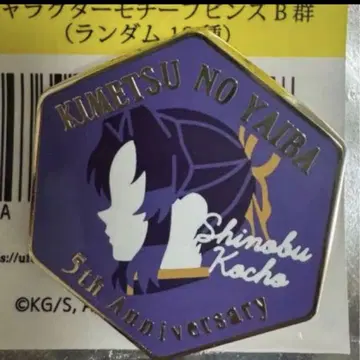 ャラクターモチーフピンズB群
(ランダム
KIMETSU NO YAIBA
Shinobu
Kocho
5th Anniversary
©KG/S, A